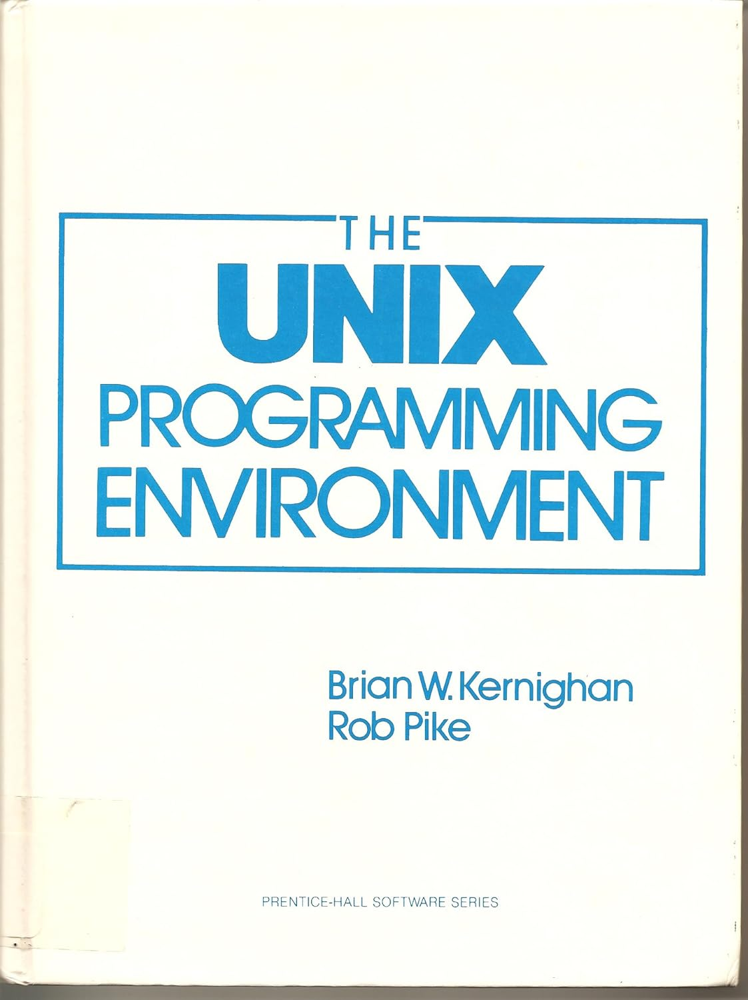 THE
UNIX
PROGRAMMING
ENVIRONMENT
Brian W. Kernighan
Rob Pike
PRENTICE-HALL SOFTWARE SERIES